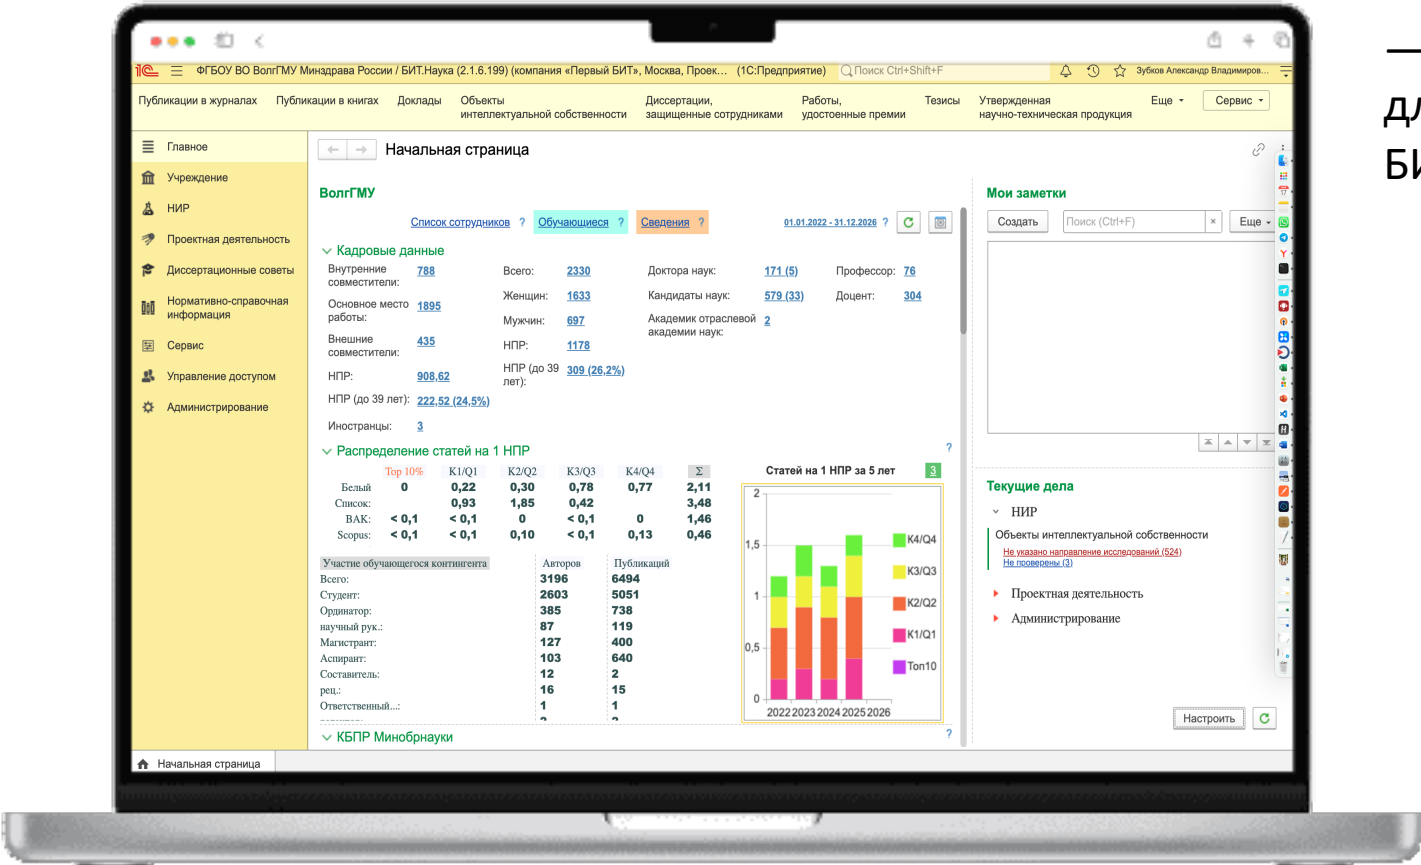 1С ФГБОУ ВО ВолгГМУ Минздрава России / БИТ.Наука (2.1.6.199) (компания «Первый БИТ», Москва, Проек... (1С:Предприятие) Поиск Ctrl+Shift+F Зубков Александр Владимиров...
Публикации в журналах Публикации в книгах Доклады Объекты интеллектуальной собственности Диссертации, защищенные сотрудниками Работы, удостоенные премии Тезисы Утвержденная научно-техническая продукция Еще Сервис
Главное
Учреждение
НИР
Проектная деятельность
Диссертационные советы
Нормативно-справочная
информация
Сервис
Управление доступом
Администрирование
Начальная страница
ВолгГМУ
Список сотрудников ? Обучающиеся ? Сведения ? 01.01.2022 - 31.12.2026 ?
Кадровые данные
Внутренние совместители: 788
Основное место работы: 1895
Внешние совместители: 435
НПР: 908,62
НПР (до 39 лет): 222,52 (24,5%)
Иностранцы: 3
Всего: 2330
Женщин: 1633
Мужчин: 697
НПР: 1178
НПР (до 39 лет): 309 (26,2%)
Доктора наук: 171 (5)
Кандидаты наук: 579 (33)
Академик отраслевой академии наук: 2
Профессор: 76
Доцент: 304
Распределение статей на 1 НПР ?
Top 10% K1/Q1 K2/Q2 K3/Q3 K4/Q4 Σ
Белый 0 0,22 0,30 0,78 0,77 2,11
Список: 0,93 1,85 0,42 3,48
ВАК: < 0,1 < 0,1 0 < 0,1 0 1,46
Scopus: < 0,1 < 0,1 0,10 < 0,1 0,13 0,46
Участие обучающегося контингента Авторов Публикаций
Всего: 3196 6494
Студент: 2603 5051
Ординатор: 385 738
научный рук.: 87 119
Магистрант: 127 400
Аспирант: 103 640
Составитель: 12 2
рец.: 16 15
Ответственный...: 1 1
Статей на 1 НПР за 5 лет 3
2
1,5
1
0,5
0
2022 2023 2024 2025 2026
K4/Q4
K3/Q3
K2/Q2
K1/Q1
Топ10
КБПР Минобрнауки ?
Мои заметки
Создать Поиск (Ctrl+F) × Еще
Текущие дела
НИР
Объекты интеллектуальной собственности
Не указано направление исследований (524)
Не проверены (3)
Проектная деятельность
Администрирование
Настроить
Начальная страница
—
дл
БИ